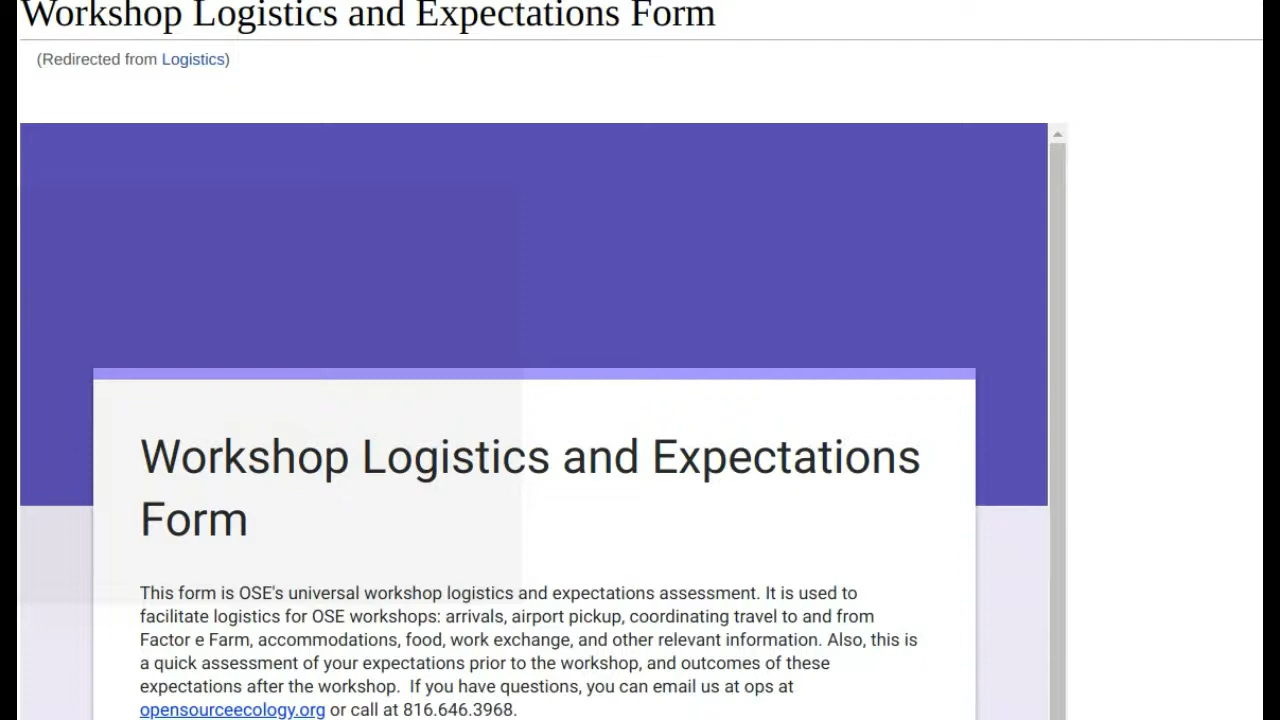 Workshop Logistics and Expectations Form
(Redirected from Logistics)
Workshop Logistics and Expectations
Form
This form is OSE's universal workshop logistics and expectations assessment. It is used to
facilitate logistics for OSE workshops: arrivals, airport pickup, coordinating travel to and from
Factor e Farm, accommodations, food, work exchange, and other relevant information. Also, this is
a quick assessment of your expectations prior to the workshop, and outcomes of these
expectations after the workshop.  If you have questions, you can email us at ops at
opensourceecology.org or call at 816.646.3968.